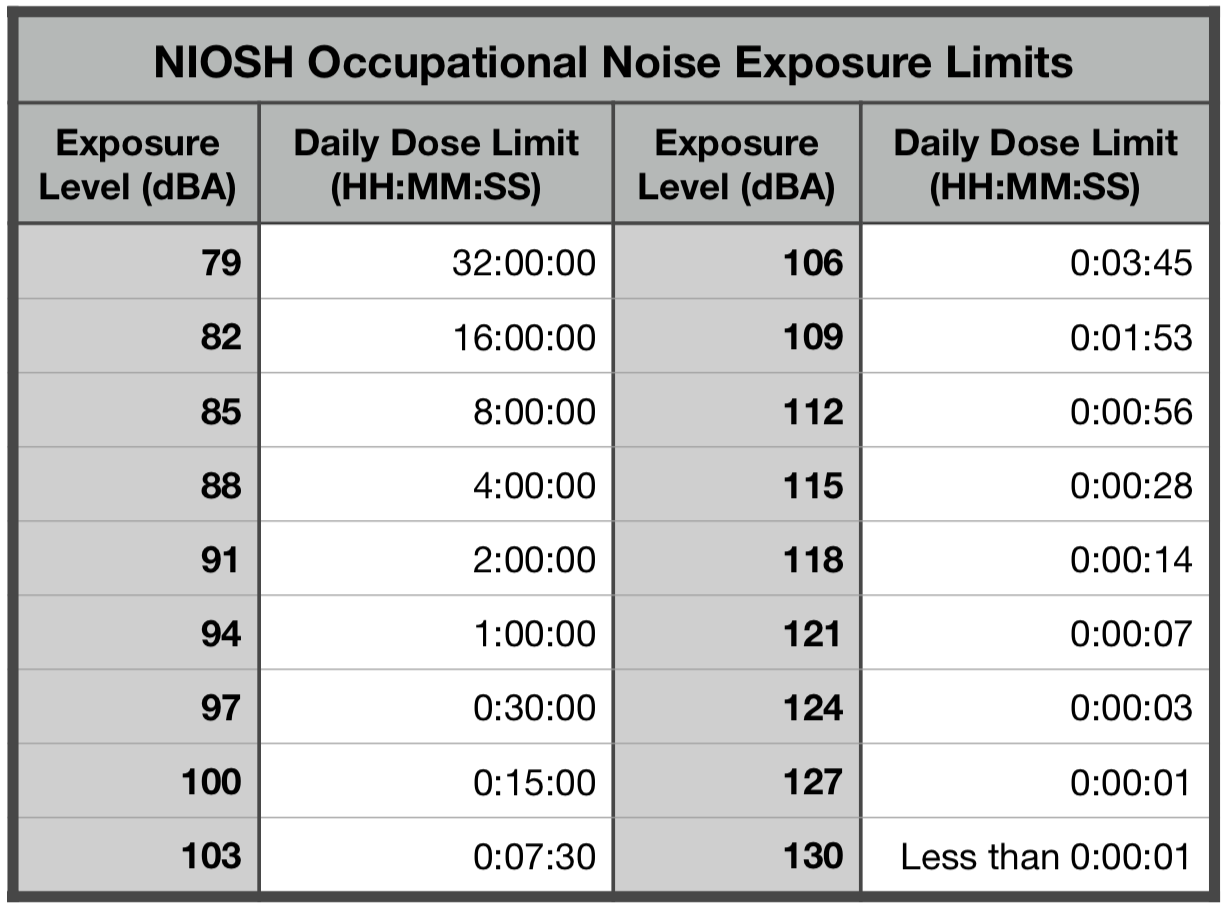 NIOSH Occupational Noise Exposure Limits
Exposure Level (dBA) Daily Dose Limit (HH:MM:SS) Exposure Level (dBA) Daily Dose Limit (HH:MM:SS)
79 32:00:00 106 0:03:45
82 16:00:00 109 0:01:53
85 8:00:00 112 0:00:56
88 4:00:00 115 0:00:28
91 2:00:00 118 0:00:14
94 1:00:00 121 0:00:07
97 0:30:00 124 0:00:03
100 0:15:00 127 0:00:01
103 0:07:30 130 Less than 0:00:01